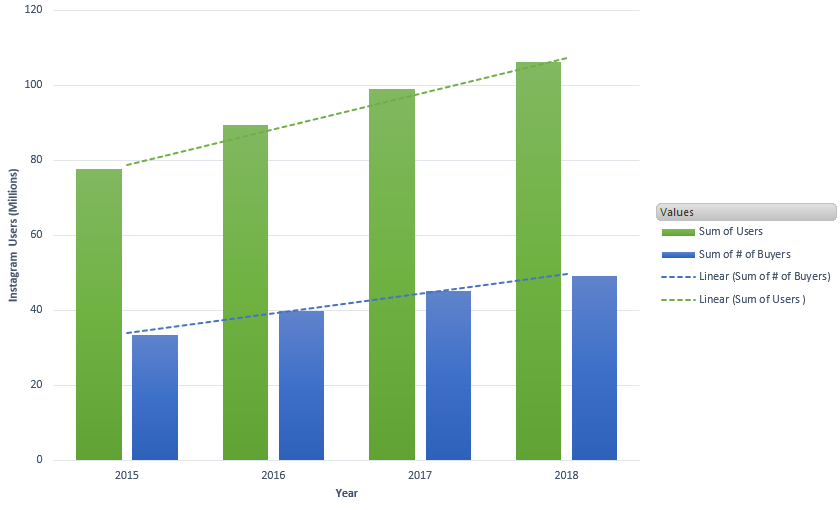 120
100
80
60
40
20
0
Instagram Users (Millions)
2015 2016 2017 2018
Year
Values
Sum of Users
Sum of # of Buyers
Linear (Sum of # of Buyers)
Linear (Sum of Users )